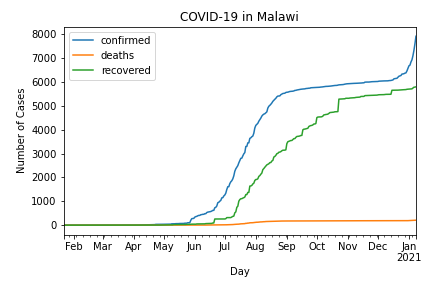 COVID-19 in Malawi
8000
7000
6000
5000
4000
3000
2000
1000
0
Number of Cases
confirmed
deaths
recovered
Feb Mar Apr May Jun Jul Aug Sep Oct Nov Dec Jan
2021
Day